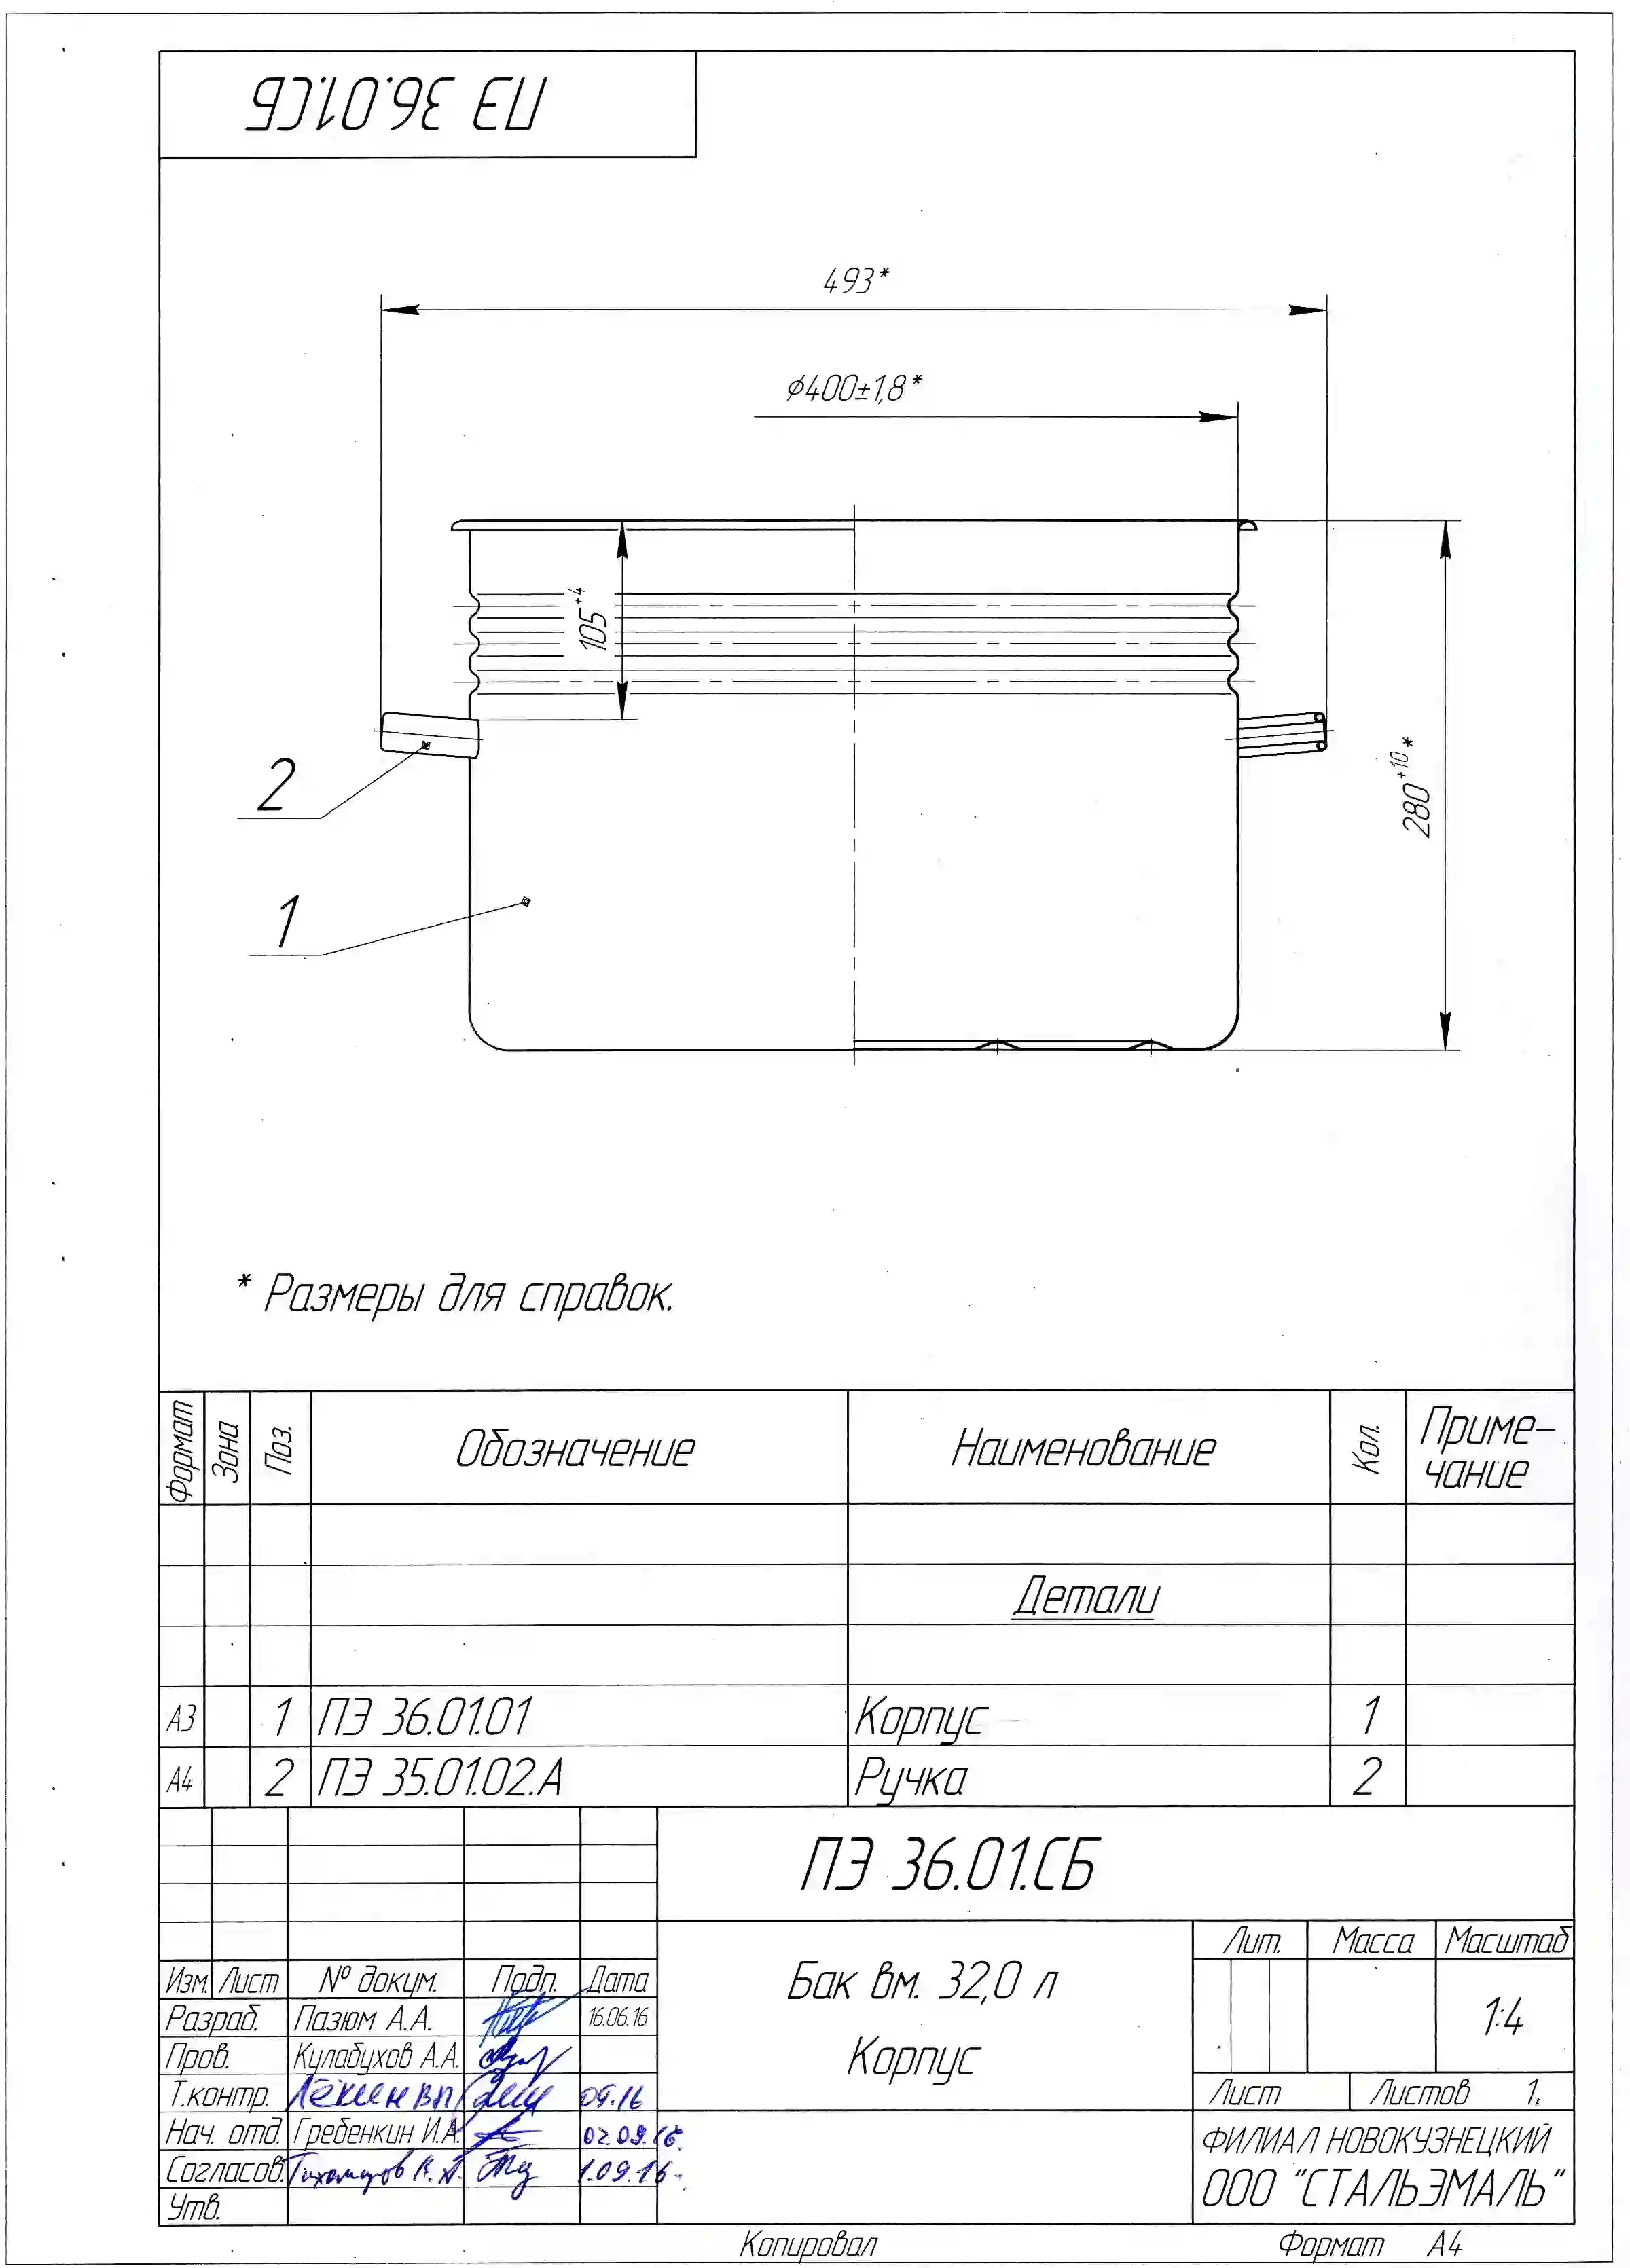 ПЭ 36.01.СБ
493*
⌀400±1,8*
105+4
280+10*
2
1
* Размеры для справок.
Формат Зона Поз. Обозначение Наименование Кол. Приме-
чание
Детали
А3 1 ПЭ 36.01.01 Корпус 1
А4 2 ПЭ 35.01.02.А Ручка 2
ПЭ 36.01.СБ
Бак вм. 32,0 л
Корпус
Лит. Масса Масштаб
1:4
Лист Листов 1.
ФИЛИАЛ НОВОКУЗНЕЦКИЙ
ООО "СТАЛЬЭМАЛЬ"
Изм. Лист № докум. Подп. Дата
Разраб. Пазюм А.А. 16.06.16
Пров. Кулабухов А.А.
Т.контр. Лёкшен ВП 09.16
Нач. отд. Гребенкин И.А. 02.09.16.
Согласов. 1.09.16
Утв.
Копировал Формат А4